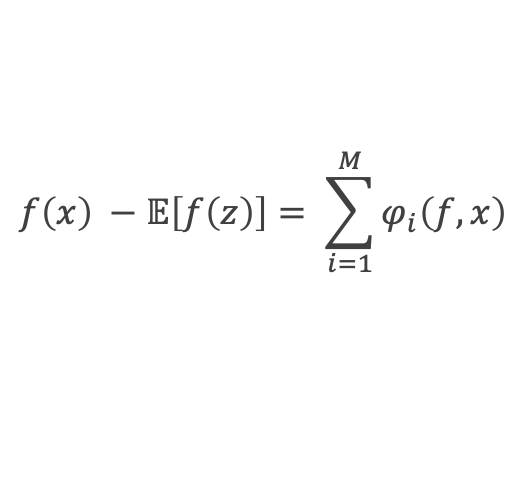 f(x) − 𝔼[f(z)] = ∑_{i=1}^{M} φ_i(f, x)